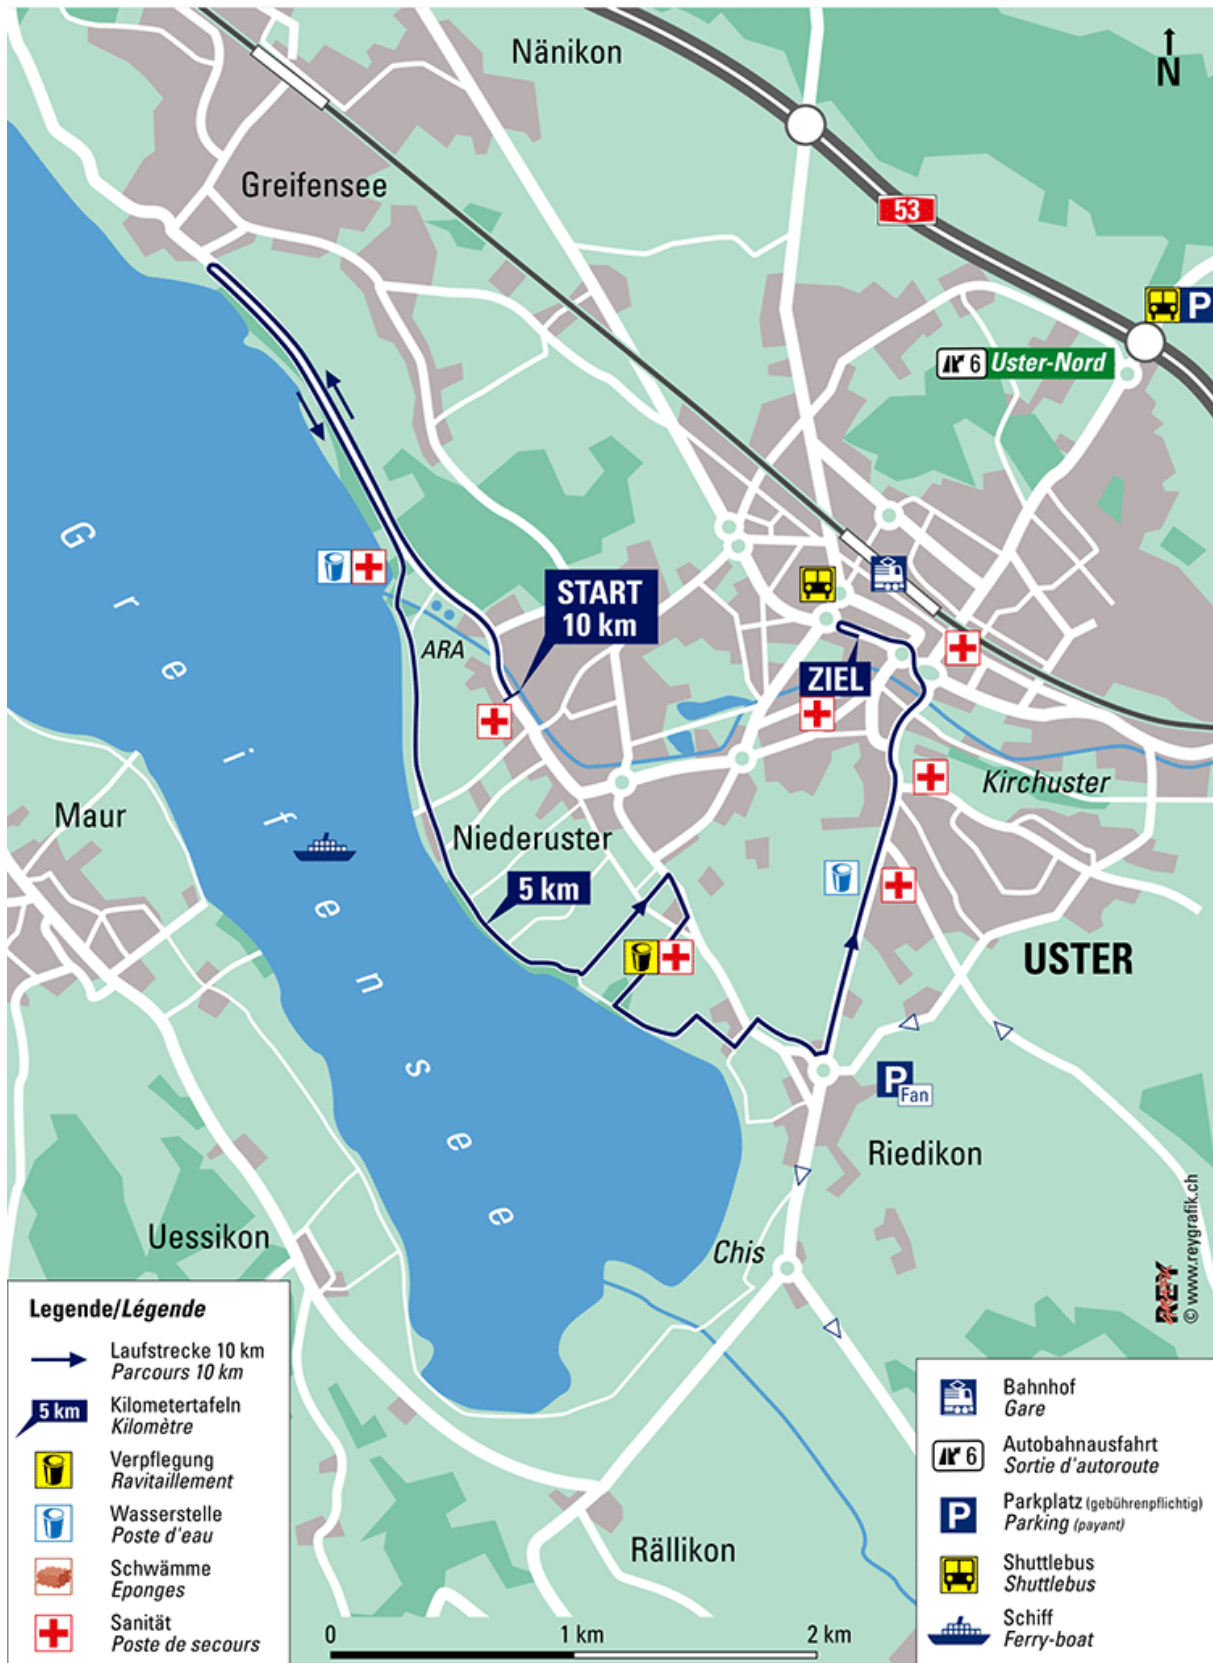 Nänikon
N
Greifensee
53
P
6 Uster-Nord
START
10 km
ARA
ZIEL
Greifensee
Kirchuster
Maur
Niederuster
5 km
USTER
P
Fan
Riedikon
Uessikon
Chis
REY
© www.reygrafik.ch
Rällikon
Legende/Légende
Laufstrecke 10 km
Parcours 10 km
5 km
Kilometertafeln
Kilomètre
Verpflegung
Ravitaillement
Wasserstelle
Poste d'eau
Schwämme
Eponges
Sanität
Poste de secours
0 1 km 2 km
Bahnhof
Gare
6
Autobahnausfahrt
Sortie d'autoroute
P
Parkplatz (gebührenpflichtig)
Parking (payant)
Shuttlebus
Shuttlebus
Schiff
Ferry-boat